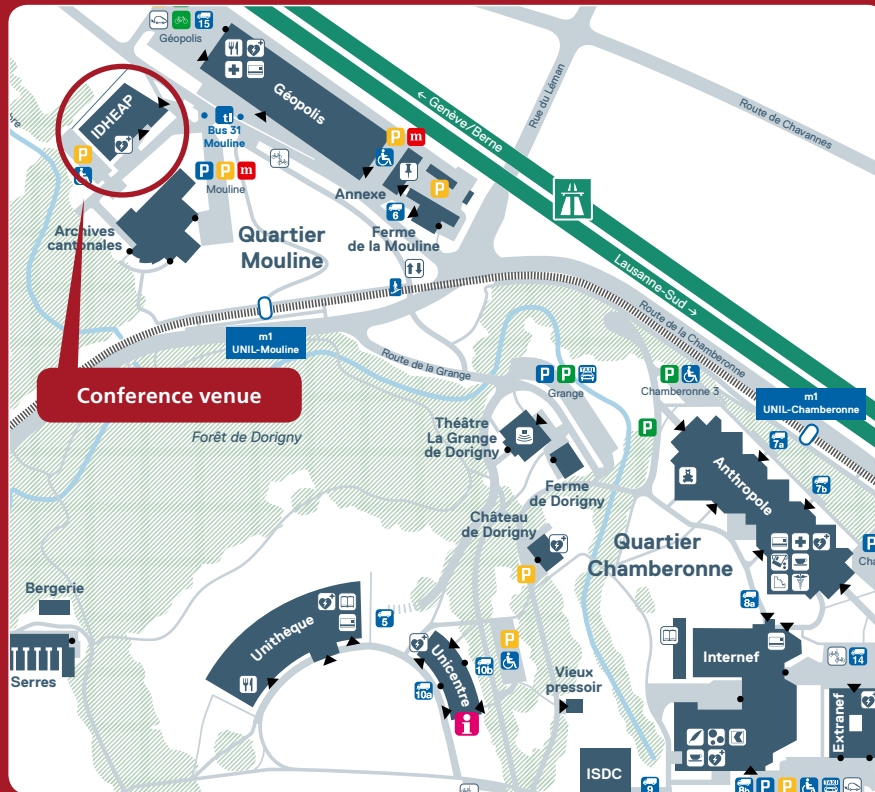 15
Géopolis
IDHEAP
tl
Bus 31
Mouline
Géopolis
← Genève/Berne
Rue du Léman
Route de Chavannes
P
P P m
Mouline
P m
P
Annexe
6
Ferme
de la Mouline
Archives
cantonales
Quartier
Mouline
Lausanne-Sud →
Route de la Chamberonne
m1
UNIL-Mouline
Route de la Grange
Conference venue
Forêt de Dorigny
P P TAXI
Grange
P
Chamberonne 3
m1
UNIL-Chamberonne
7a
7b
P
Théâtre
La Grange
de Dorigny
Ferme
de Dorigny
Anthropole
Château
de Dorigny
P
Quartier
Chamberonne
P
Bergerie
Serres
Unithèque
5
Unicentre
10a
10b
P
i
Vieux
pressoir
8a
Internef
14
Extranef
ISDC
9
8b P P TAXI